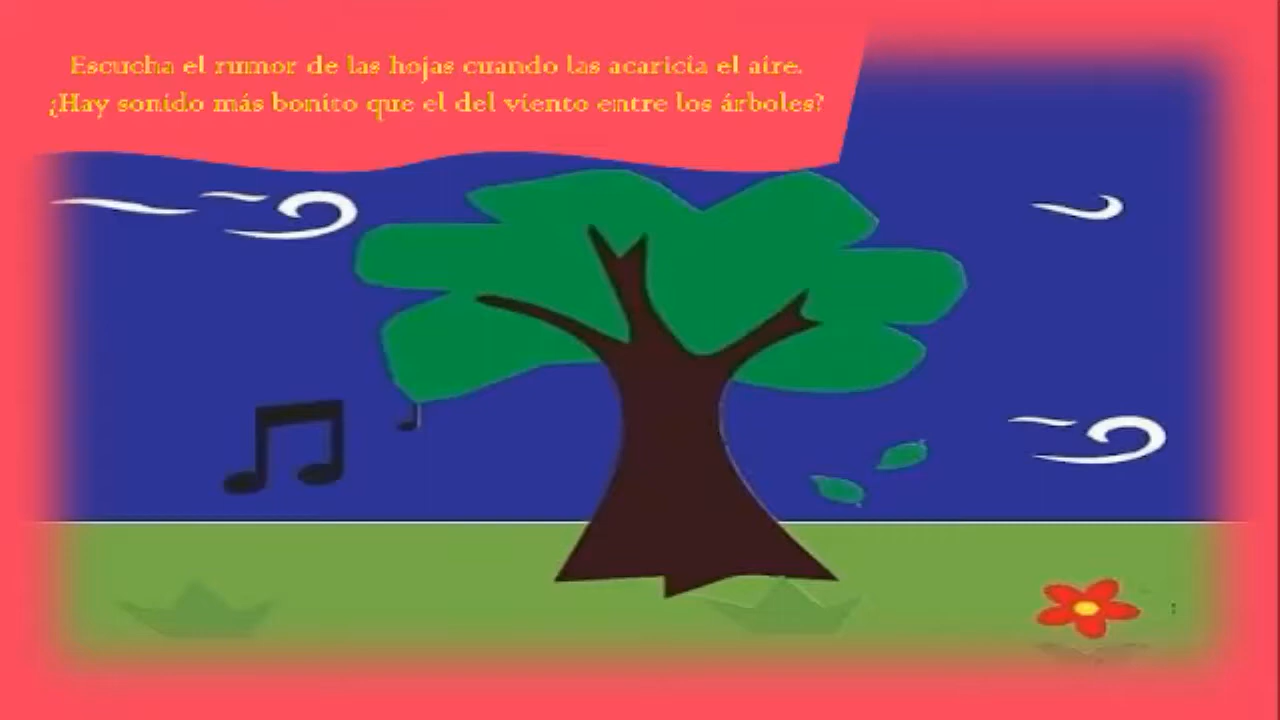 Escucha el rumor de las hojas cuando las acaricia el aire.
¿Hay sonido más bonito que el del viento entre los árboles?